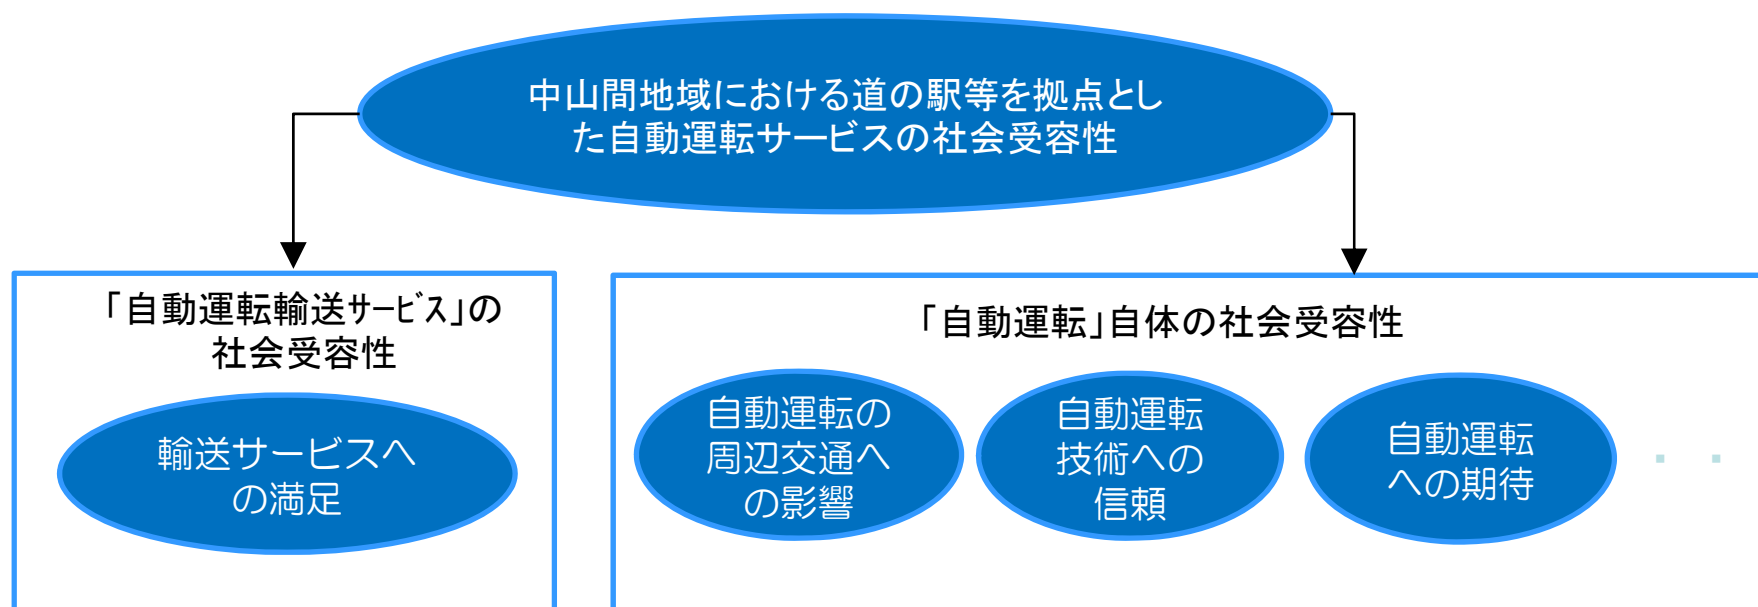 中山間地域における道の駅等を拠点とし
た自動運転サービスの社会受容性
「自動運転輸送ｻｰﾋﾞｽ」の
社会受容性
輸送サービスへ
の満足
「自動運転」自体の社会受容性
自動運転の
周辺交通へ
の影響
自動運転
技術への
信頼
自動運転
への期待
・・